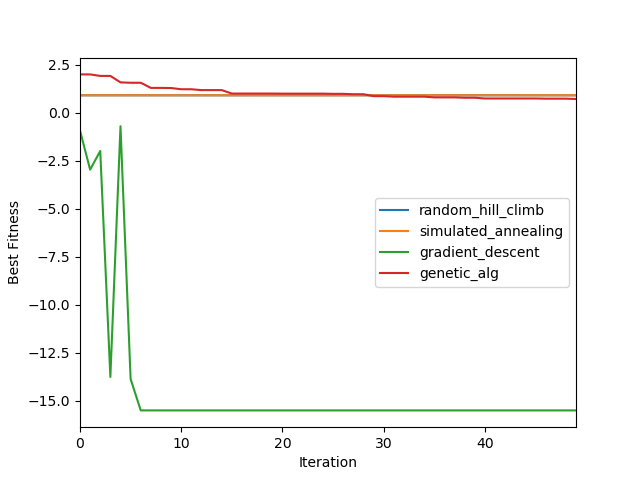 2.5
0.0
−2.5
−5.0
−7.5
−10.0
−12.5
−15.0
Best Fitness
random_hill_climb
simulated_annealing
gradient_descent
genetic_alg
0 10 20 30 40
Iteration